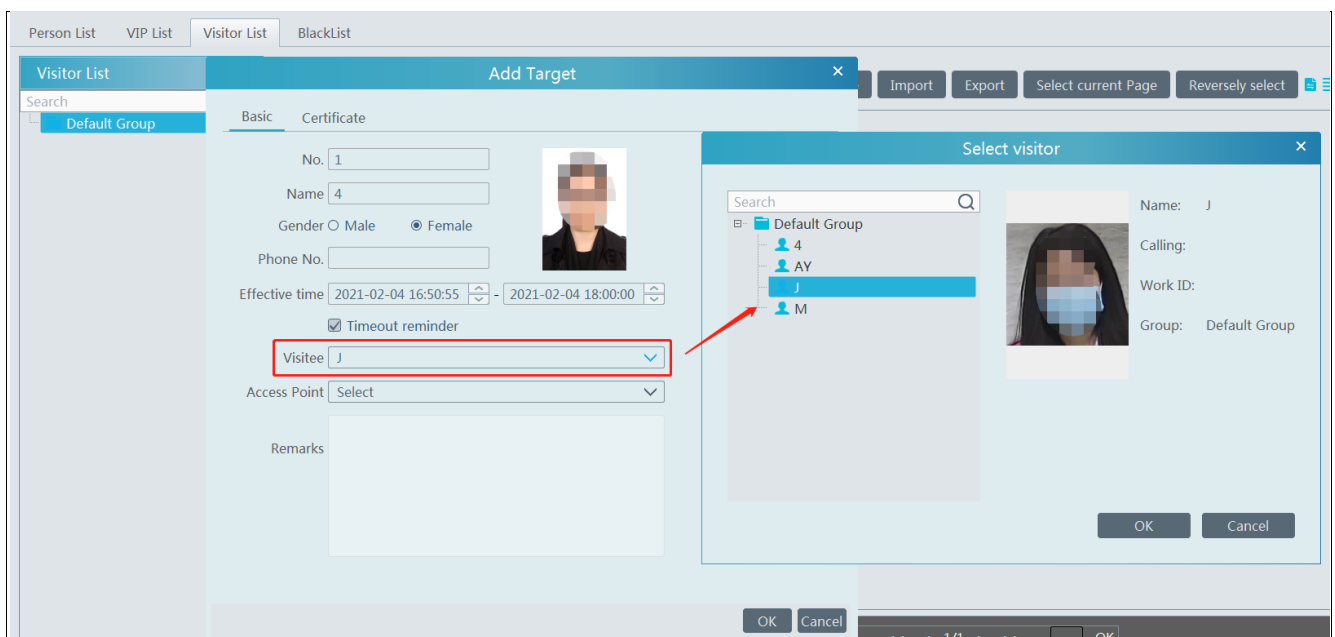 Person List VIP List Visitor List BlackList
Visitor List
Search
Default Group
Add Target
Import Export Select current Page Reversely select
Basic Certificate
No. 1
Name 4
Gender Male Female
Phone No.
Effective time 2021-02-04 16:50:55 - 2021-02-04 18:00:00
Timeout reminder
Visitee J
Access Point Select
Remarks
OK Cancel
Select visitor
Search
Default Group
4
AY
J
M
Name: J
Calling:
Work ID:
Group: Default Group
OK Cancel
1/1
OK